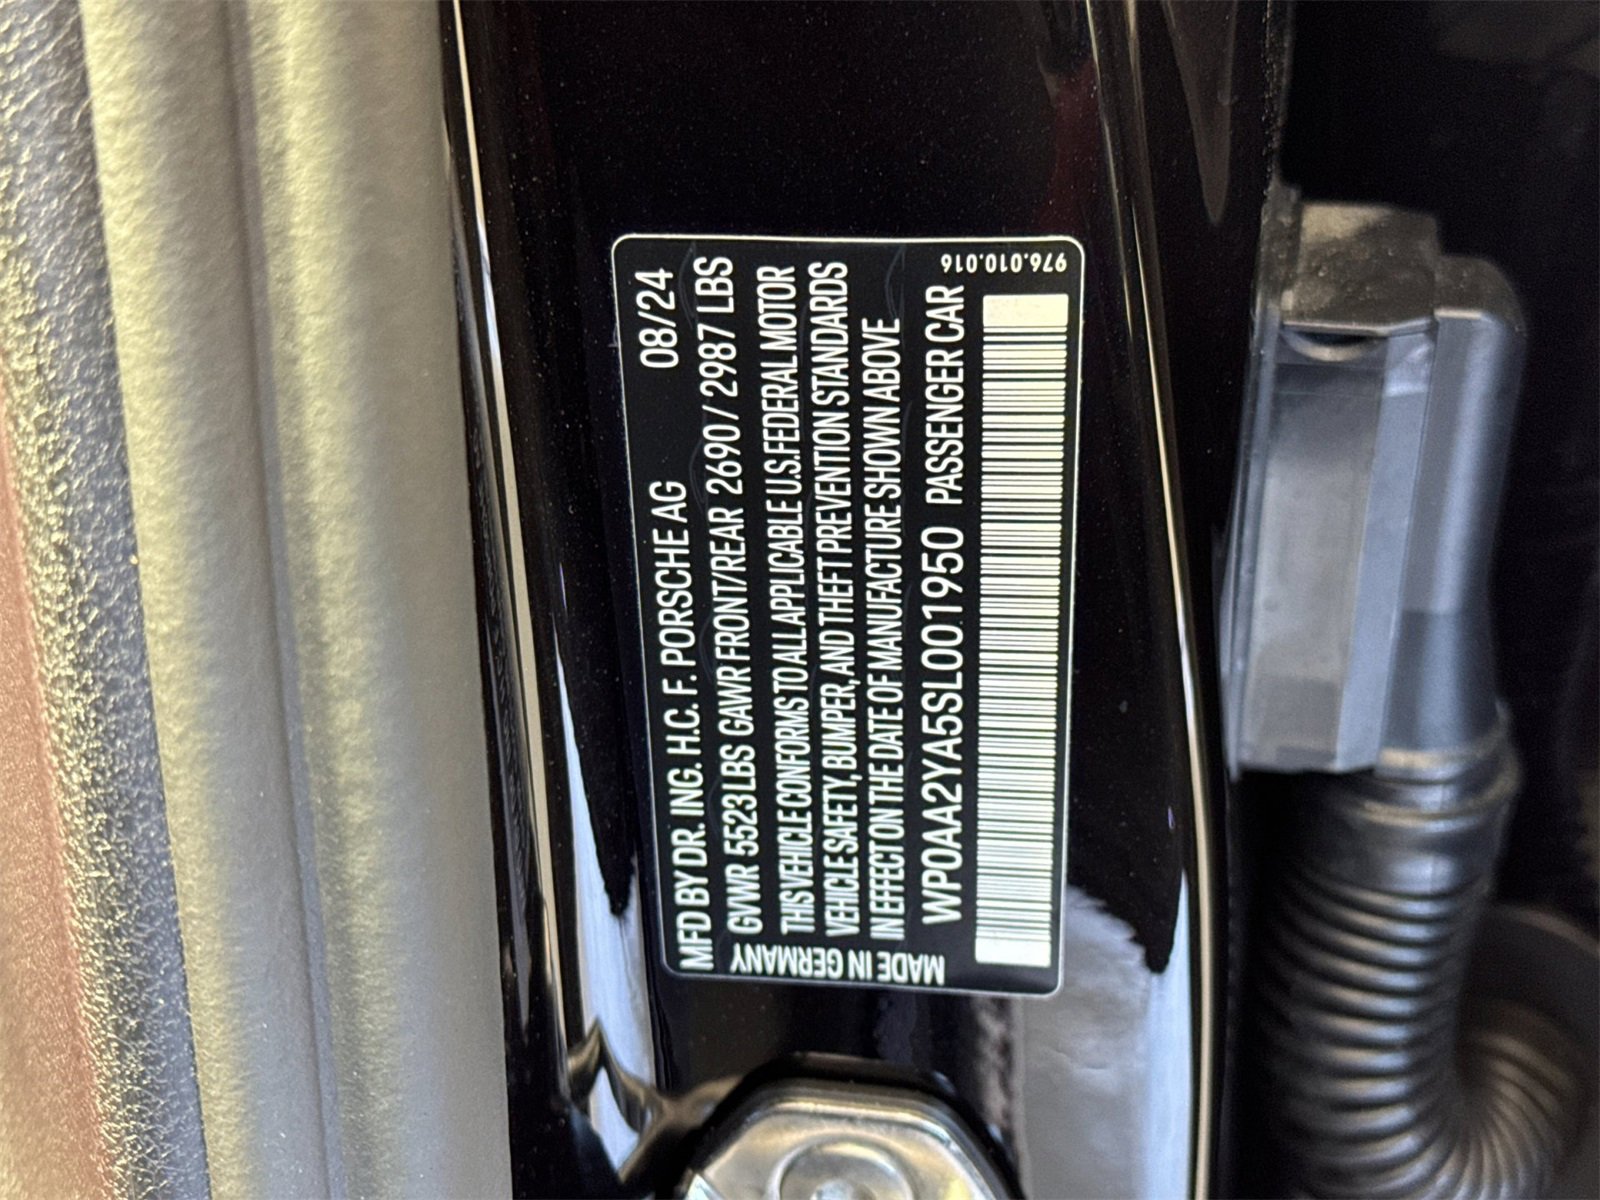 MFD BY DR. ING. H.C. F. PORSCHE AG 08/24
GVWR 5523 LBS GAWR FRONT/REAR 2690 / 2987 LBS
THIS VEHICLE CONFORMS TO ALL APPLICABLE U.S. FEDERAL MOTOR
VEHICLE SAFETY, BUMPER, AND THEFT PREVENTION STANDARDS
IN EFFECT ON THE DATE OF MANUFACTURE SHOWN ABOVE
WP0AA2YA5SL001950 PASSENGER CAR
MADE IN GERMANY
976.010.016